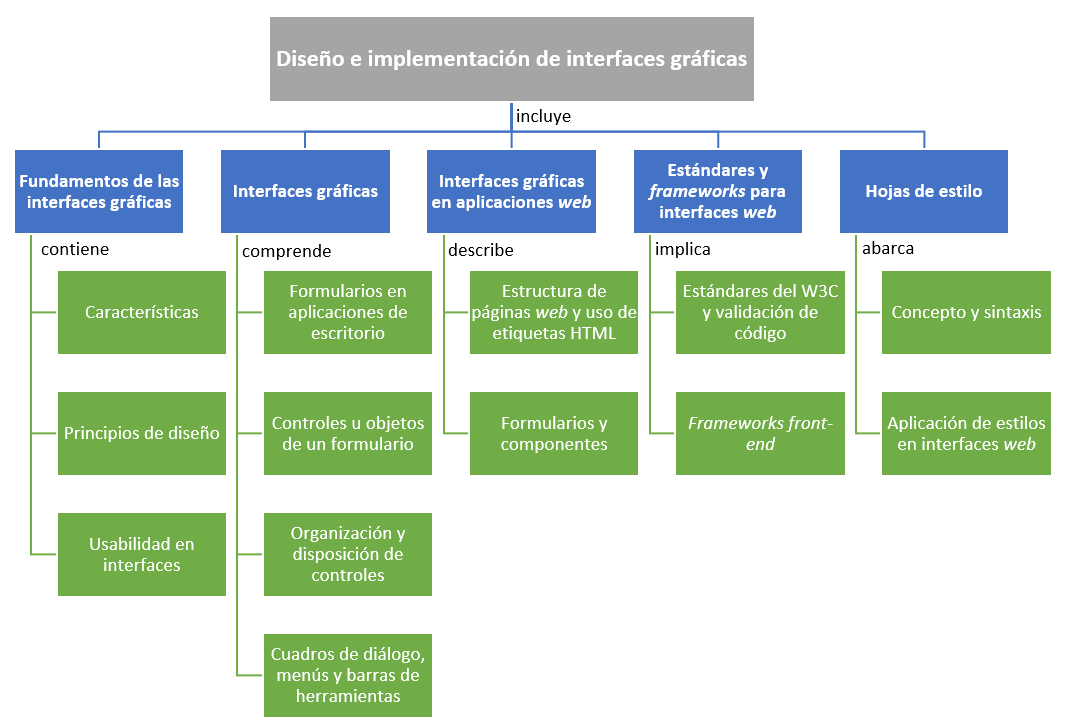 Diseño e implementación de interfaces gráficas
incluye
Fundamentos de las
interfaces gráficas
contiene
Características
Principios de diseño
Usabilidad en
interfaces
Interfaces gráficas
comprende
Formularios en
aplicaciones de
escritorio
Controles u objetos
de un formulario
Organización y
disposición de
controles
Cuadros de diálogo,
menús y barras de
herramientas
Interfaces gráficas
en aplicaciones web
describe
Estructura de
páginas web y uso de
etiquetas HTML
Formularios y
componentes
Estándares y
frameworks para
interfaces web
implica
Estándares del W3C
y validación de
código
Frameworks front-
end
Hojas de estilo
abarca
Concepto y sintaxis
Aplicación de estilos
en interfaces web